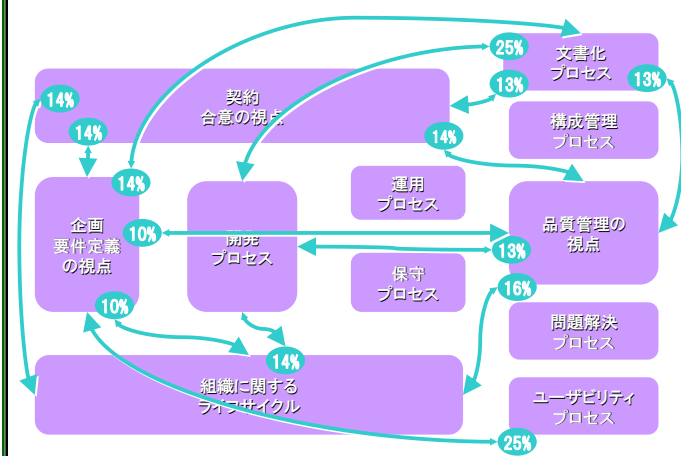 25%
文書化
プロセス
13%
13%
14%
契約
合意の視点
14%
14%
構成管理
プロセス
14%
運用
プロセス
企画
要件定義
の視点
10%
開発
プロセス
品質管理の
視点
13%
保守
プロセス
16%
10%
問題解決
プロセス
14%
組織に関する
ライフサイクル
ユーザビリティ
プロセス
25%